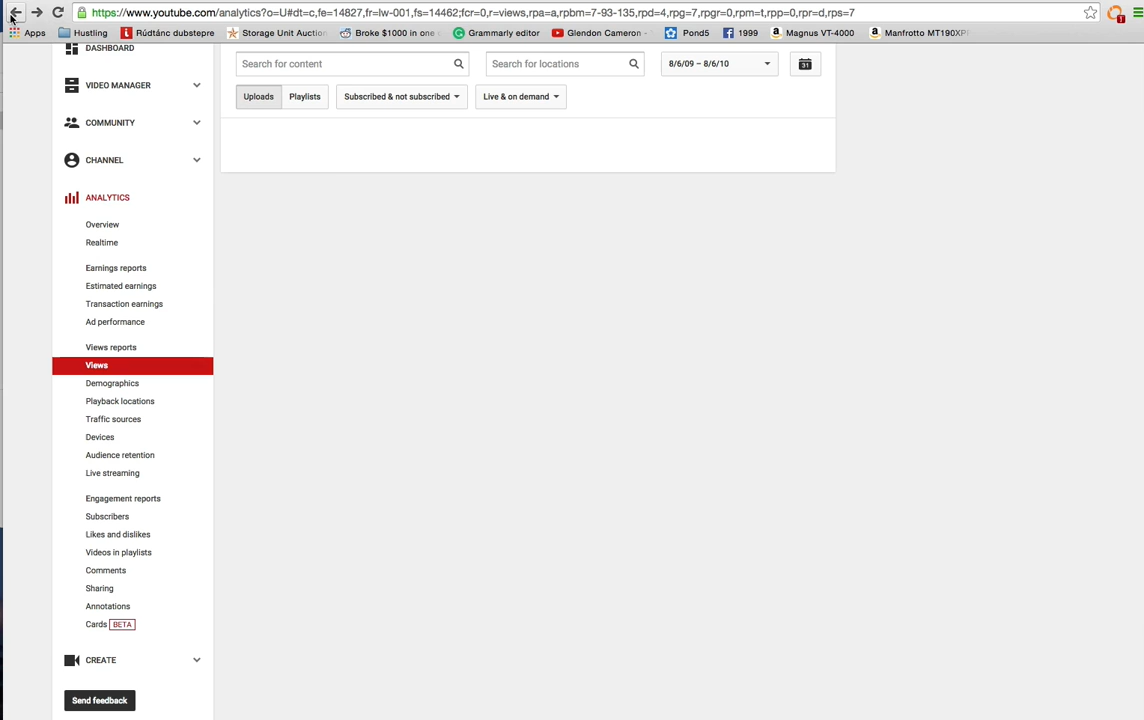 https://www.youtube.com/analytics?o=U#dt=c,fe=14827,fr=lw-001,fs=14462;fcr=0,r=views,rpa=a,rpbm=7-93-135,rpd=4,rpg=7,rpgr=0,rpm=t,rpp=0,rpr=d,rps=7
Apps Hustling Rúdtánc dubstepre Storage Unit Auction Broke $1000 in one Grammarly editor Glendon Cameron - Pond5 1999 Magnus VT-4000 Manfrotto MT190XP
DASHBOARD
Search for content Search for locations 8/6/09 – 8/6/10 31
VIDEO MANAGER
Uploads Playlists Subscribed & not subscribed Live & on demand
COMMUNITY
CHANNEL
ANALYTICS
Overview
Realtime
Earnings reports
Estimated earnings
Transaction earnings
Ad performance
Views reports
Views
Demographics
Playback locations
Traffic sources
Devices
Audience retention
Live streaming
Engagement reports
Subscribers
Likes and dislikes
Videos in playlists
Comments
Sharing
Annotations
Cards BETA
CREATE
Send feedback